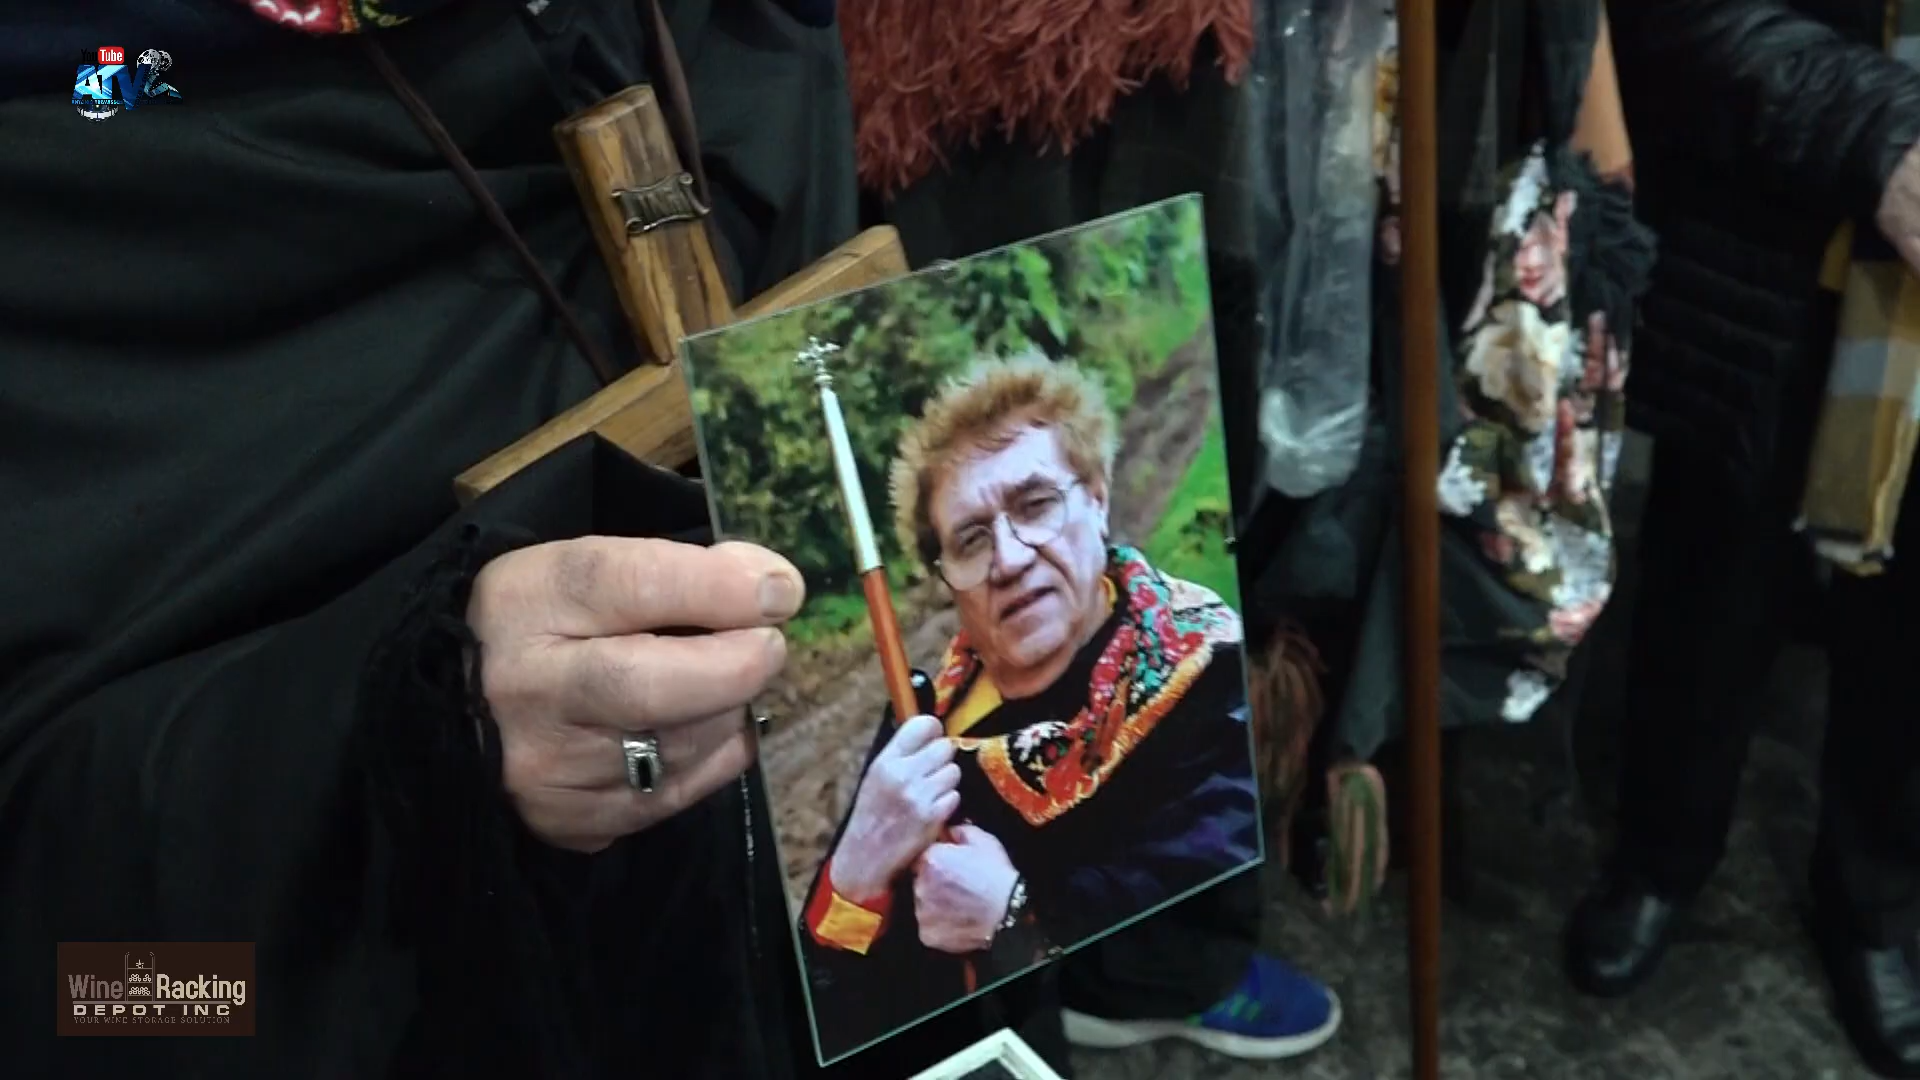 YouTube
ATV
Wine Racking
DEPOT INC
YOUR WINE STORAGE SOLUTION